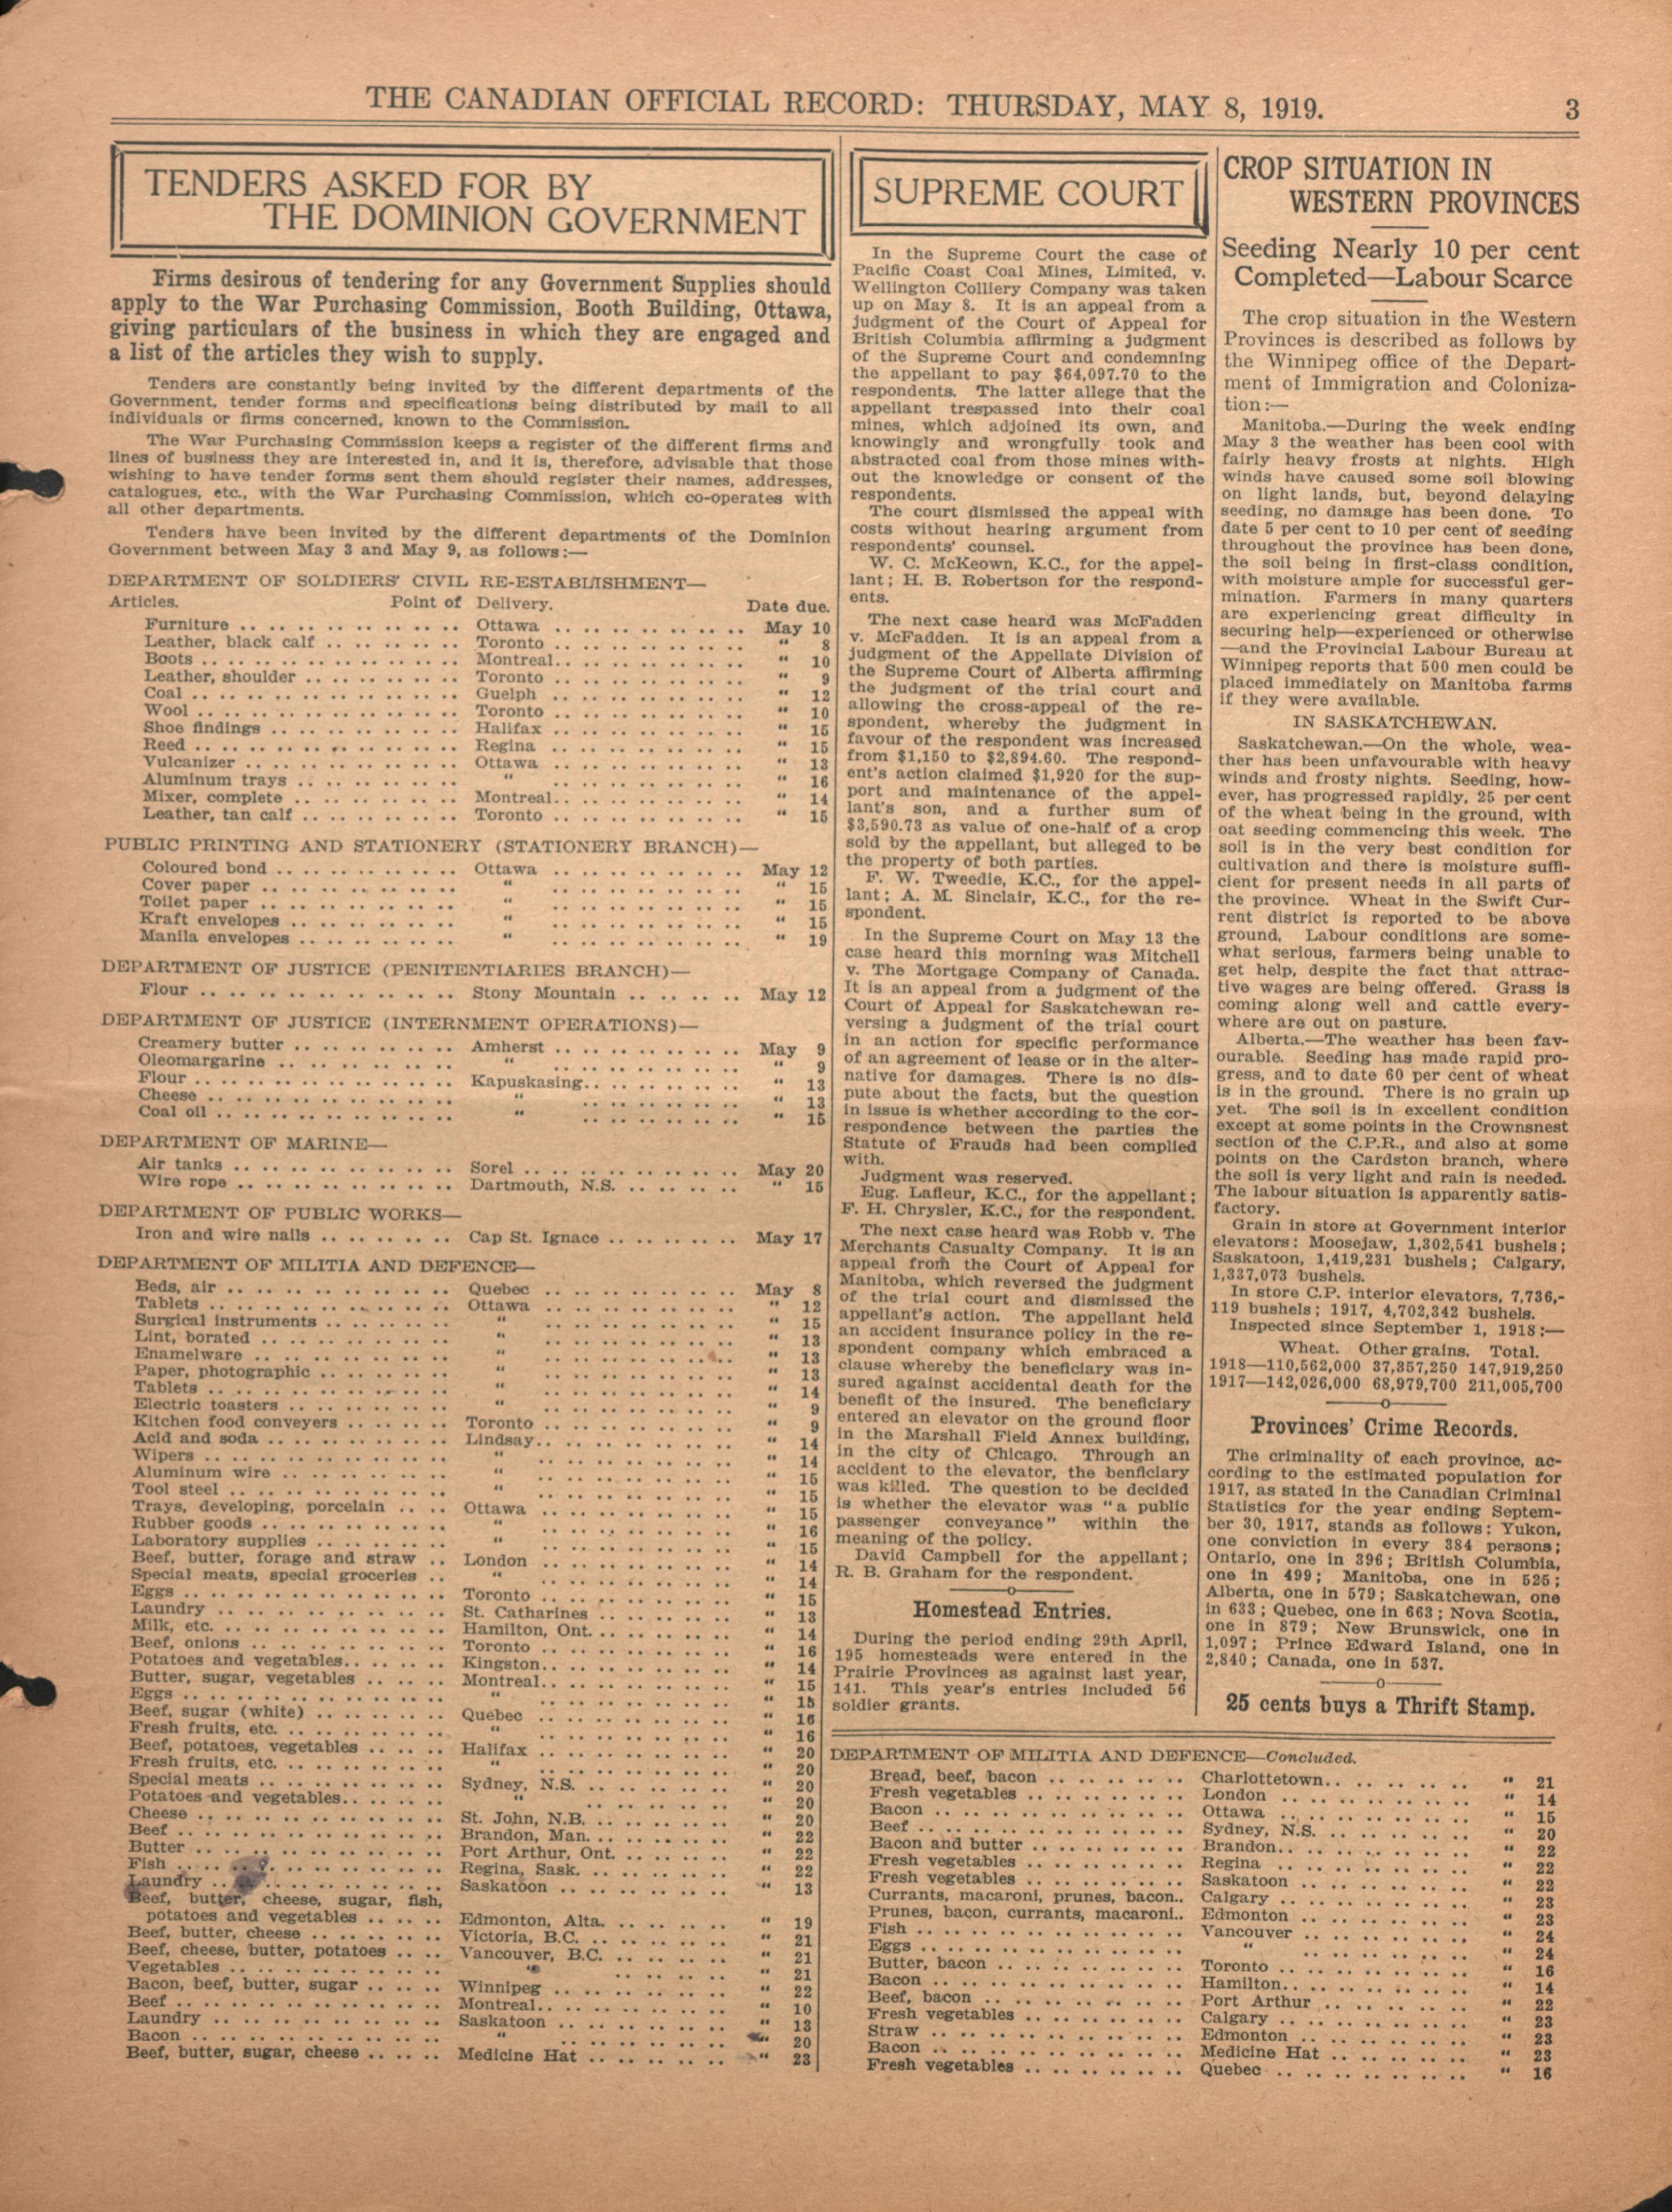 THE CANADIAN OFFICIAL RECORD: THURSDAY, MAY 8, 1919.
3
TENDERS ASKED FOR BY
THE DOMINION GOVERNMENT
Firms desirous of tendering for any Government Supplies should
apply to the War Purchasing Commission, Booth Building, Ottawa,
giving particulars of the business in which they are engaged and
a list of the articles they wish to supply.
Tenders are constantly being invited by the different departments of the
Government, tender forms and specifications being distributed by mail to all
individuals or firms concerned, known to the Commission.
The War Purchasing Commission keeps a register of the different firms and
lines of business they are interested in, and it is, therefore, advisable that those
wishing to have tender forms sent them should register their names, addresses,
catalogues, etc., with the War Purchasing Commission, which co-operates with
all other departments.
Tenders have been invited by the different departments of the Dominion
Government between May 3 and May 9, as follows:—
DEPARTMENT OF SOLDIERS' CIVIL RE-ESTABLISHMENT—
Articles. Point of Delivery. Date due.
Furniture .. .. Ottawa .. .. May 10
Leather, black calf .. .. Toronto .. .. " 8
Boots .. .. Montreal.. .. " 10
Leather, shoulder .. .. Toronto .. .. " 9
Coal .. .. Guelph .. .. " 12
Wool .. .. Toronto .. .. " 10
Shoe findings .. .. Halifax .. .. " 15
Reed .. .. Regina .. .. " 15
Vulcanizer .. .. Ottawa .. .. " 13
Aluminum trays .. .. " .. .. " 16
Mixer, complete .. .. Montreal.. .. " 14
Leather, tan calf .. .. Toronto .. .. " 15
PUBLIC PRINTING AND STATIONERY (STATIONERY BRANCH)—
Coloured bond .. .. Ottawa .. .. May 12
Cover paper .. .. " .. .. " 15
Toilet paper .. .. " .. .. " 15
Kraft envelopes .. .. " .. .. " 15
Manila envelopes .. .. " .. .. " 19
DEPARTMENT OF JUSTICE (PENITENTIARIES BRANCH)—
Flour .. .. Stony Mountain .. .. May 12
DEPARTMENT OF JUSTICE (INTERNMENT OPERATIONS)—
Creamery butter .. .. Amherst .. .. May 9
Oleomargarine .. .. " .. .. " 9
Flour .. .. Kapuskasing.. .. " 13
Cheese .. .. " .. .. " 13
Coal oil .. .. " .. .. " 15
DEPARTMENT OF MARINE—
Air tanks .. .. Sorel .. .. May 20
Wire rope .. .. Dartmouth, N.S. .. .. " 15
DEPARTMENT OF PUBLIC WORKS—
Iron and wire nails .. .. Cap St. Ignace .. .. May 17
DEPARTMENT OF MILITIA AND DEFENCE—
Beds, air .. .. Quebec .. .. May 8
Tablets .. .. Ottawa .. .. " 12
Surgical instruments .. .. " .. .. " 15
Lint, borated .. .. " .. .. " 13
Enamelware .. .. " .. .. " 13
Paper, photographic .. .. " .. .. " 13
Tablets .. .. " .. .. " 14
Electric toasters .. .. " .. .. " 9
Kitchen food conveyers .. .. Toronto .. .. " 9
Acid and soda .. .. Lindsay.. .. " 14
Wipers .. .. " .. .. " 14
Aluminum wire .. .. " .. .. " 15
Tool steel .. .. " .. .. " 15
Trays, developing, porcelain .. .. Ottawa .. .. " 15
Rubber goods .. .. " .. .. " 16
Laboratory supplies .. .. " .. .. " 15
Beef, butter, forage and straw .. London .. .. " 14
Special meats, special groceries .. " .. .. " 14
Eggs .. .. Toronto .. .. " 15
Laundry .. .. St. Catharines .. .. " 13
Milk, etc. .. .. Hamilton, Ont. .. .. " 14
Beef, onions .. .. Toronto .. .. " 16
Potatoes and vegetables.. .. Kingston.. .. " 14
Butter, sugar, vegetables .. .. Montreal.. .. " 15
Eggs .. .. " .. .. " 15
Beef, sugar (white) .. .. Quebec .. .. " 16
Fresh fruits, etc. .. .. " .. .. " 16
Beef, potatoes, vegetables .. .. Halifax .. .. " 20
Fresh fruits, etc. .. .. " .. .. " 20
Special meats .. .. Sydney, N.S. .. .. " 20
Potatoes and vegetables.. .. " .. .. " 20
Cheese .. .. St. John, N.B. .. .. " 20
Beef .. .. Brandon, Man. .. .. " 22
Butter .. .. Port Arthur, Ont. .. .. " 22
Fish .. .. Regina, Sask. .. .. " 22
Laundry .. .. Saskatoon .. .. " 13
Beef, butter, cheese, sugar, fish,
potatoes and vegetables .. .. Edmonton, Alta. .. .. " 19
Beef, butter, cheese .. .. Victoria, B.C. .. .. " 21
Beef, cheese, butter, potatoes .. .. Vancouver, B.C. .. .. " 21
Vegetables .. .. " .. .. " 21
Bacon, beef, butter, sugar .. .. Winnipeg .. .. " 22
Beef .. .. Montreal.. .. " 10
Laundry .. .. Saskatoon .. .. " 13
Bacon .. .. " .. .. " 20
Beef, butter, sugar, cheese .. .. Medicine Hat .. .. " 23
SUPREME COURT
In the Supreme Court the case of
Pacific Coast Coal Mines, Limited, v.
Wellington Colliery Company was taken
up on May 8. It is an appeal from a
judgment of the Court of Appeal for
British Columbia affirming a judgment
of the Supreme Court and condemning
the appellant to pay $64,097.70 to the
respondents. The latter allege that the
appellant trespassed into their coal
mines, which adjoined its own, and
knowingly and wrongfully took and
abstracted coal from those mines with-
out the knowledge or consent of the
respondents.
The court dismissed the appeal with
costs without hearing argument from
respondents' counsel.
W. C. McKeown, K.C., for the appel-
lant; H. B. Robertson for the respond-
ents.
The next case heard was McFadden
v. McFadden. It is an appeal from a
judgment of the Appellate Division of
the Supreme Court of Alberta affirming
the judgment of the trial court and
allowing the cross-appeal of the re-
spondent, whereby the judgment in
favour of the respondent was increased
from $1,150 to $2,894.60. The respond-
ent's action claimed $1,920 for the sup-
port and maintenance of the appel-
lant's son, and a further sum of
$3,590.73 as value of one-half of a crop
sold by the appellant, but alleged to be
the property of both parties.
F. W. Tweedie, K.C., for the appel-
lant; A. M. Sinclair, K.C., for the re-
spondent.
In the Supreme Court on May 13 the
case heard this morning was Mitchell
v. The Mortgage Company of Canada.
It is an appeal from a judgment of the
Court of Appeal for Saskatchewan re-
versing a judgment of the trial court
in an action for specific performance
of an agreement of lease or in the alter-
native for damages. There is no dis-
pute about the facts, but the question
in issue is whether according to the cor-
respondence between the parties the
Statute of Frauds had been complied
with.
Judgment was reserved.
Eug. Lafleur, K.C., for the appellant;
F. H. Chrysler, K.C., for the respondent.
The next case heard was Robb v. The
Merchants Casualty Company. It is an
appeal from the Court of Appeal for
Manitoba, which reversed the judgment
of the trial court and dismissed the
appellant's action. The appellant held
an accident insurance policy in the re-
spondent company which embraced a
clause whereby the beneficiary was in-
sured against accidental death for the
benefit of the insured. The beneficiary
entered an elevator on the ground floor
in the Marshall Field Annex building,
in the city of Chicago. Through an
accident to the elevator, the benficiary
was killed. The question to be decided
is whether the elevator was "a public
passenger conveyance" within the
meaning of the policy.
David Campbell for the appellant;
R. B. Graham for the respondent.
Homestead Entries.
During the period ending 29th April,
195 homesteads were entered in the
Prairie Provinces as against last year,
141. This year's entries included 56
soldier grants.
CROP SITUATION IN
WESTERN PROVINCES
Seeding Nearly 10 per cent
Completed—Labour Scarce
The crop situation in the Western
Provinces is described as follows by
the Winnipeg office of the Depart-
ment of Immigration and Coloniza-
tion:—
Manitoba.—During the week ending
May 3 the weather has been cool with
fairly heavy frosts at nights. High
winds have caused some soil blowing
on light lands, but, beyond delaying
seeding, no damage has been done. To
date 5 per cent to 10 per cent of seeding
throughout the province has been done,
the soil being in first-class condition,
with moisture ample for successful ger-
mination. Farmers in many quarters
are experiencing great difficulty in
securing help—experienced or otherwise
—and the Provincial Labour Bureau at
Winnipeg reports that 500 men could be
placed immediately on Manitoba farms
if they were available.
IN SASKATCHEWAN.
Saskatchewan.—On the whole, wea-
ther has been unfavourable with heavy
winds and frosty nights. Seeding, how-
ever, has progressed rapidly, 25 per cent
of the wheat being in the ground, with
oat seeding commencing this week. The
soil is in the very best condition for
cultivation and there is moisture suffi-
cient for present needs in all parts of
the province. Wheat in the Swift Cur-
rent district is reported to be above
ground, Labour conditions are some-
what serious, farmers being unable to
get help, despite the fact that attrac-
tive wages are being offered. Grass is
coming along well and cattle every-
where are out on pasture.
Alberta.—The weather has been fav-
ourable. Seeding has made rapid pro-
gress, and to date 60 per cent of wheat
is in the ground. There is no grain up
yet. The soil is in excellent condition
except at some points in the Crownsnest
section of the C.P.R., and also at some
points on the Cardston branch, where
the soil is very light and rain is needed.
The labour situation is apparently satis-
factory.
Grain in store at Government interior
elevators: Moosejaw, 1,302,541 bushels;
Saskatoon, 1,419,231 bushels; Calgary,
1,337,073 bushels.
In store C.P. interior elevators, 7,736,-
119 bushels; 1917, 4,702,342 bushels.
Inspected since September 1, 1918:—
Wheat. Other grains. Total.
1918—110,562,000 37,357,250 147,919,250
1917—142,026,000 68,979,700 211,005,700
Provinces' Crime Records.
The criminality of each province, ac-
cording to the estimated population for
1917, as stated in the Canadian Criminal
Statistics for the year ending Septem-
ber 30, 1917, stands as follows: Yukon,
one conviction in every 384 persons;
Ontario, one in 396; British Columbia,
one in 499; Manitoba, one in 525;
Alberta, one in 579; Saskatchewan, one
in 633; Quebec, one in 663; Nova Scotia,
one in 879; New Brunswick, one in
1,097; Prince Edward Island, one in
2,840; Canada, one in 537.
25 cents buys a Thrift Stamp.
DEPARTMENT OF MILITIA AND DEFENCE—Concluded.
Bread, beef, bacon .. .. Charlottetown.. .. " 21
Fresh vegetables .. .. London .. .. " 14
Bacon .. .. Ottawa .. .. " 15
Beef .. .. Sydney, N.S. .. .. " 20
Bacon and butter .. .. Brandon.. .. " 22
Fresh vegetables .. .. Regina .. .. " 22
Fresh vegetables .. .. Saskatoon .. .. " 22
Currants, macaroni, prunes, bacon.. Calgary .. .. " 23
Prunes, bacon, currants, macaroni.. Edmonton .. .. " 23
Fish .. .. Vancouver .. .. " 24
Eggs .. .. " .. .. " 24
Butter, bacon .. .. Toronto .. .. " 16
Bacon .. .. Hamilton.. .. " 14
Beef, bacon .. .. Port Arthur .. .. " 22
Fresh vegetables .. .. Calgary .. .. " 23
Straw .. .. Edmonton .. .. " 23
Bacon .. .. Medicine Hat .. .. " 23
Fresh vegetables .. .. Quebec .. .. " 16